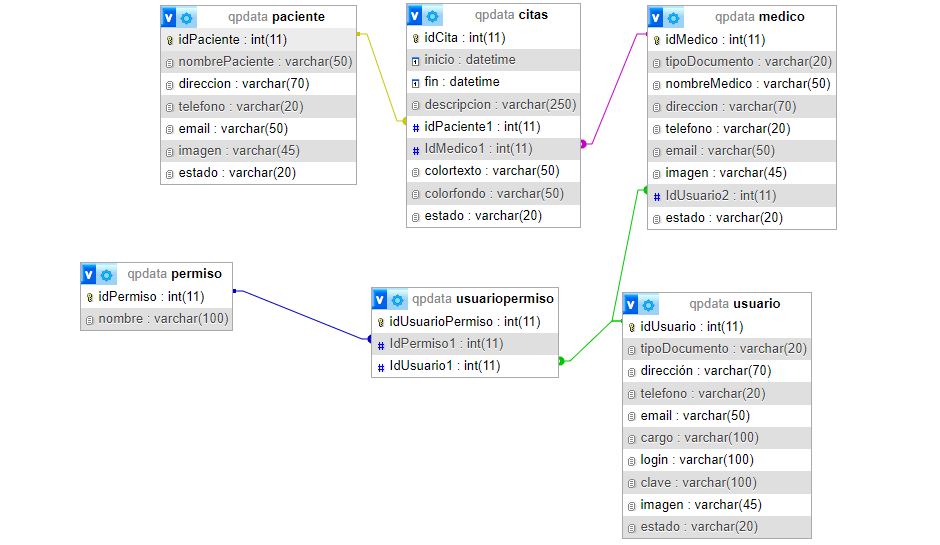 qpdata paciente
idPaciente : int(11)
nombrePaciente : varchar(50)
direccion : varchar(70)
telefono : varchar(20)
email : varchar(50)
imagen : varchar(45)
estado : varchar(20)
qpdata citas
idCita : int(11)
inicio : datetime
fin : datetime
descripcion : varchar(250)
idPaciente1 : int(11)
IdMedico1 : int(11)
colortexto : varchar(50)
colorfondo : varchar(50)
estado : varchar(20)
qpdata medico
idMedico : int(11)
tipoDocumento : varchar(20)
nombreMedico : varchar(50)
direccion : varchar(70)
telefono : varchar(20)
email : varchar(50)
imagen : varchar(45)
IdUsuario2 : int(11)
estado : varchar(20)
qpdata permiso
idPermiso : int(11)
nombre : varchar(100)
qpdata usuariopermiso
idUsuarioPermiso : int(11)
IdPermiso1 : int(11)
IdUsuario1 : int(11)
qpdata usuario
idUsuario : int(11)
tipoDocumento : varchar(20)
dirección : varchar(70)
telefono : varchar(20)
email : varchar(50)
cargo : varchar(100)
login : varchar(100)
clave : varchar(100)
imagen : varchar(45)
estado : varchar(20)